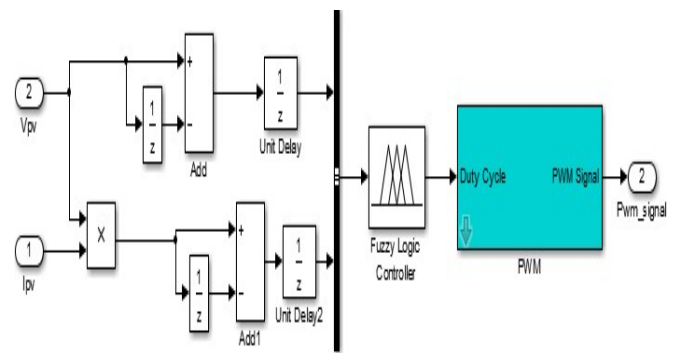 2
Vpv
1
z
+
−
Add
1
z
Unit Delay
1
Ipv
X
1
z
+
−
Add1
1
z
Unit Delay2
Fuzzy Logic
Controller
Duty Cycle
PWM Signal
PWM
2
Pwm_signal